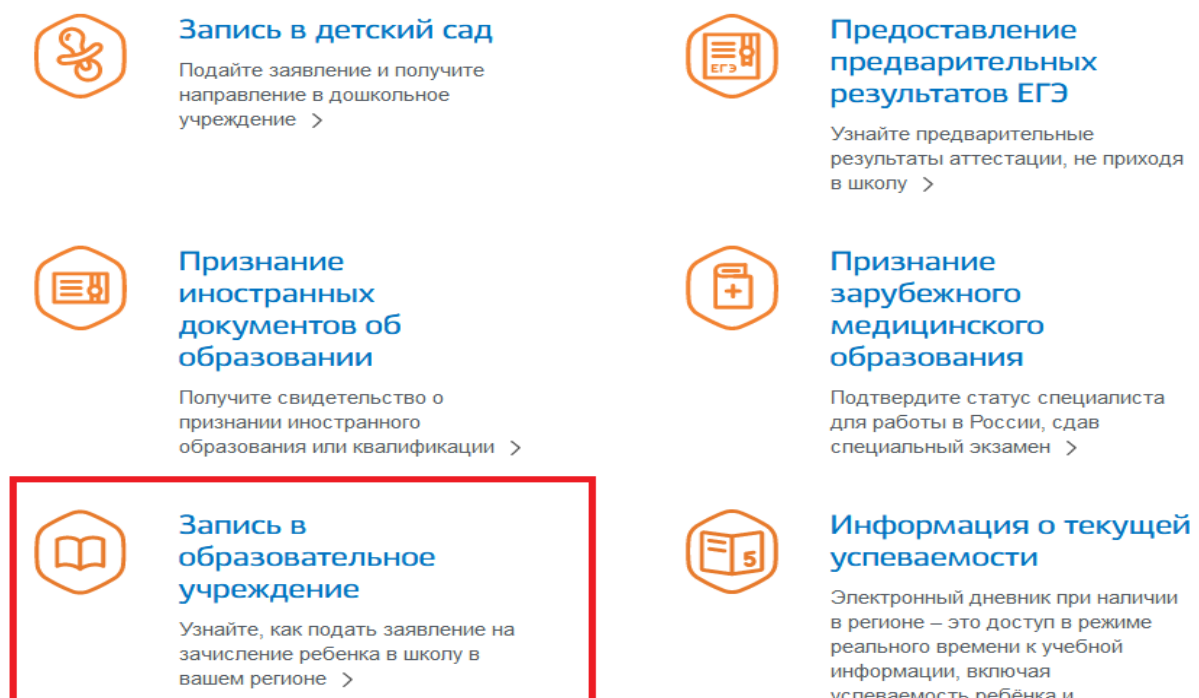 Запись в детский сад
Подайте заявление и получите
направление в дошкольное
учреждение >
Предоставление
предварительных
результатов ЕГЭ
ЕГЭ
Узнайте предварительные
результаты аттестации, не приходя
в школу >
Признание
иностранных
документов об
образовании
Получите свидетельство о
признании иностранного
образования или квалификации >
Признание
зарубежного
медицинского
образования
Подтвердите статус специалиста
для работы в России, сдав
специальный экзамен >
Запись в
образовательное
учреждение
Узнайте, как подать заявление на
зачисление ребенка в школу в
вашем регионе >
Информация о текущей
успеваемости
5
Электронный дневник при наличии
в регионе – это доступ в режиме
реального времени к учебной
информации, включая
успеваемость ребёнка и